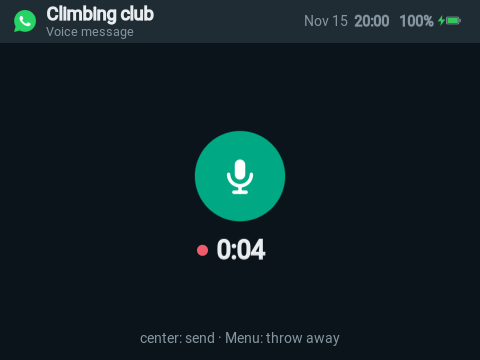 Climbing club
Voice message
Nov 15 20:00 100%
0:04
center: send · Menu: throw away